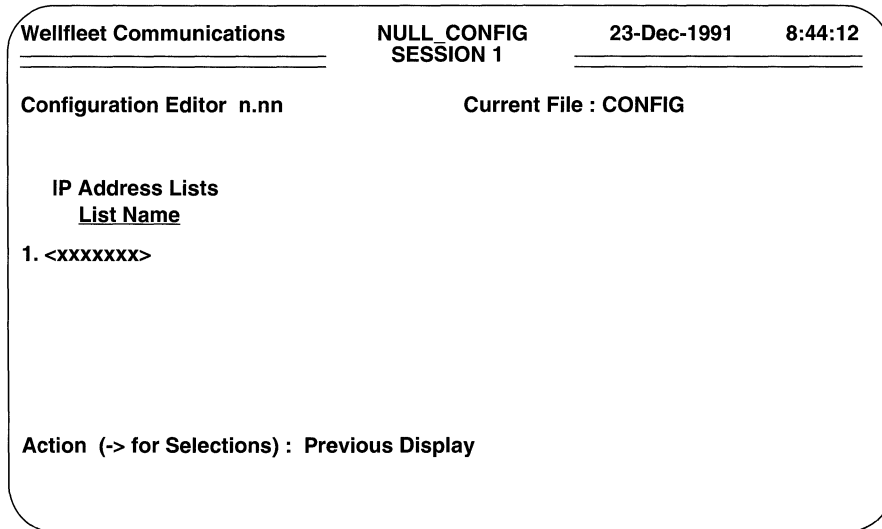 Wellfleet Communications NULL_CONFIG 23-Dec-1991 8:44:12
SESSION 1
Configuration Editor n.nn Current File : CONFIG
IP Address Lists
List Name
1. <xxxxxxx>
Action (-> for Selections) : Previous Display